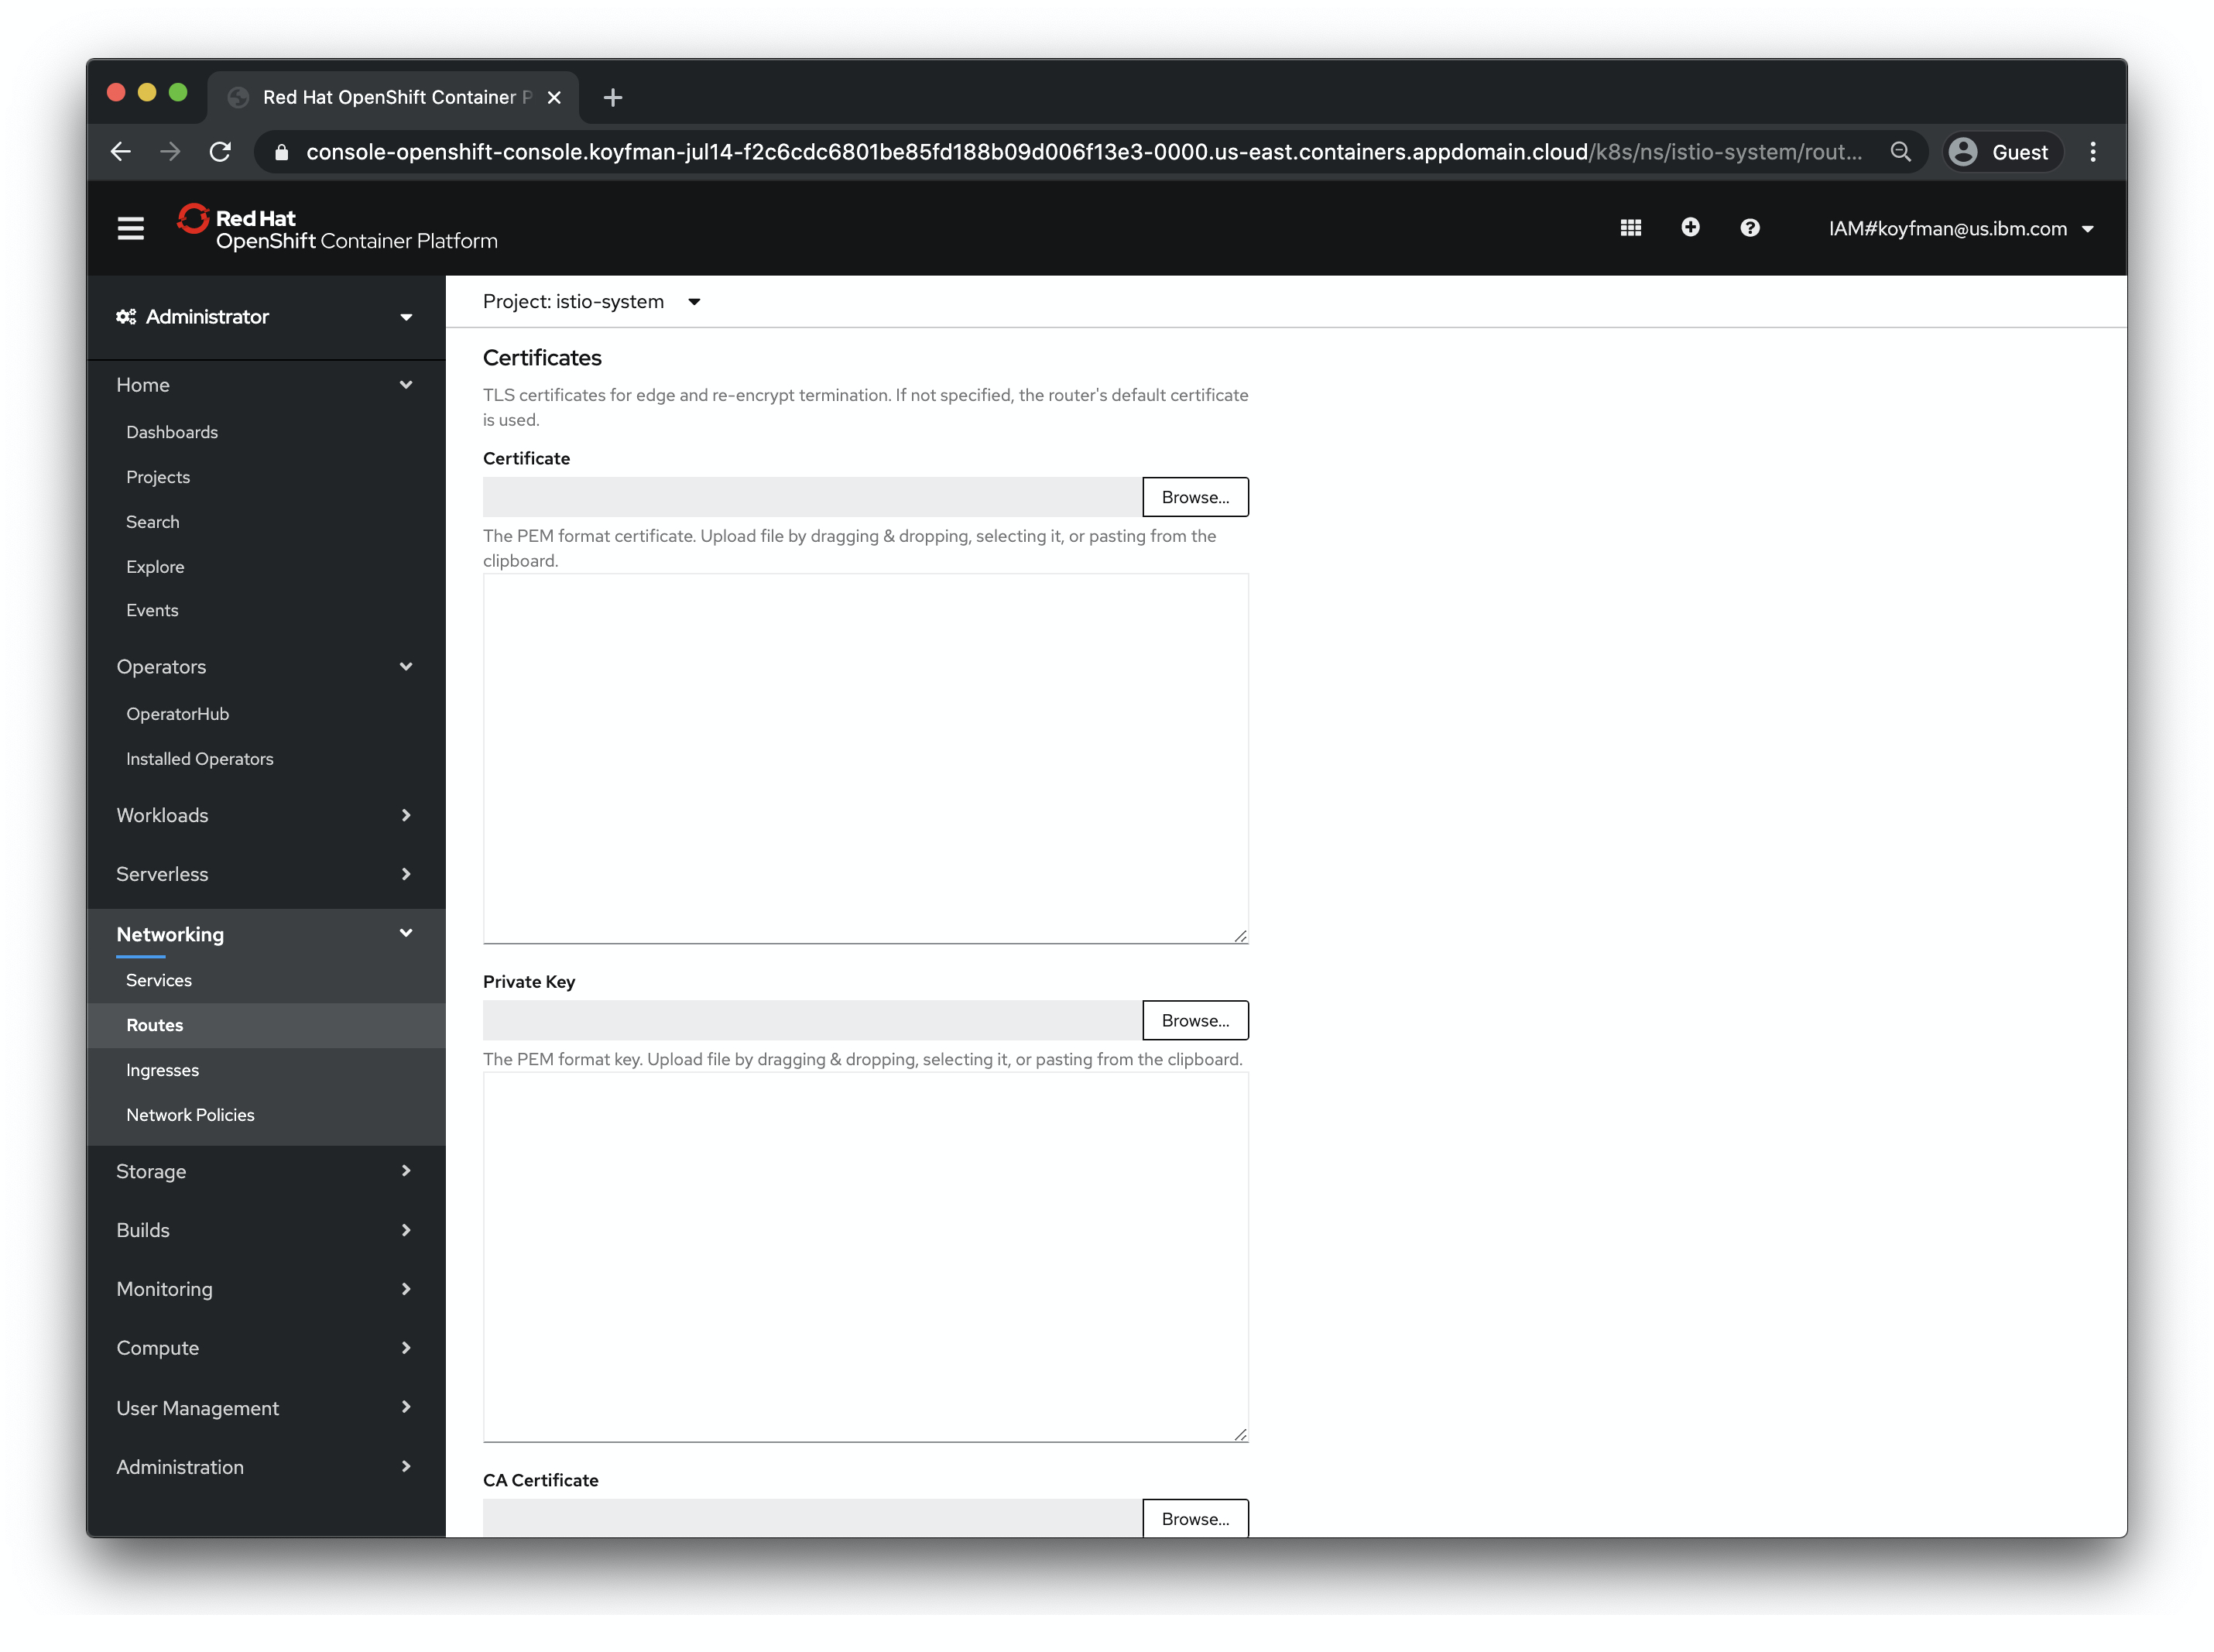 Red Hat OpenShift Container P
console-openshift-console.koyfman-jul14-f2c6cdc6801be85fd188b09d006f13e3-0000.us-east.containers.appdomain.cloud/k8s/ns/istio-system/rout...
Guest
Red Hat
OpenShift Container Platform
IAM#koyfman@us.ibm.com
Administrator
Home
Dashboards
Projects
Search
Explore
Events
Operators
OperatorHub
Installed Operators
Workloads
Serverless
Networking
Services
Routes
Ingresses
Network Policies
Storage
Builds
Monitoring
Compute
User Management
Administration
Project: istio-system
Certificates
TLS certificates for edge and re-encrypt termination. If not specified, the router's default certificate
is used.
Certificate
Browse...
The PEM format certificate. Upload file by dragging & dropping, selecting it, or pasting from the
clipboard.
Private Key
Browse...
The PEM format key. Upload file by dragging & dropping, selecting it, or pasting from the clipboard.
CA Certificate
Browse...